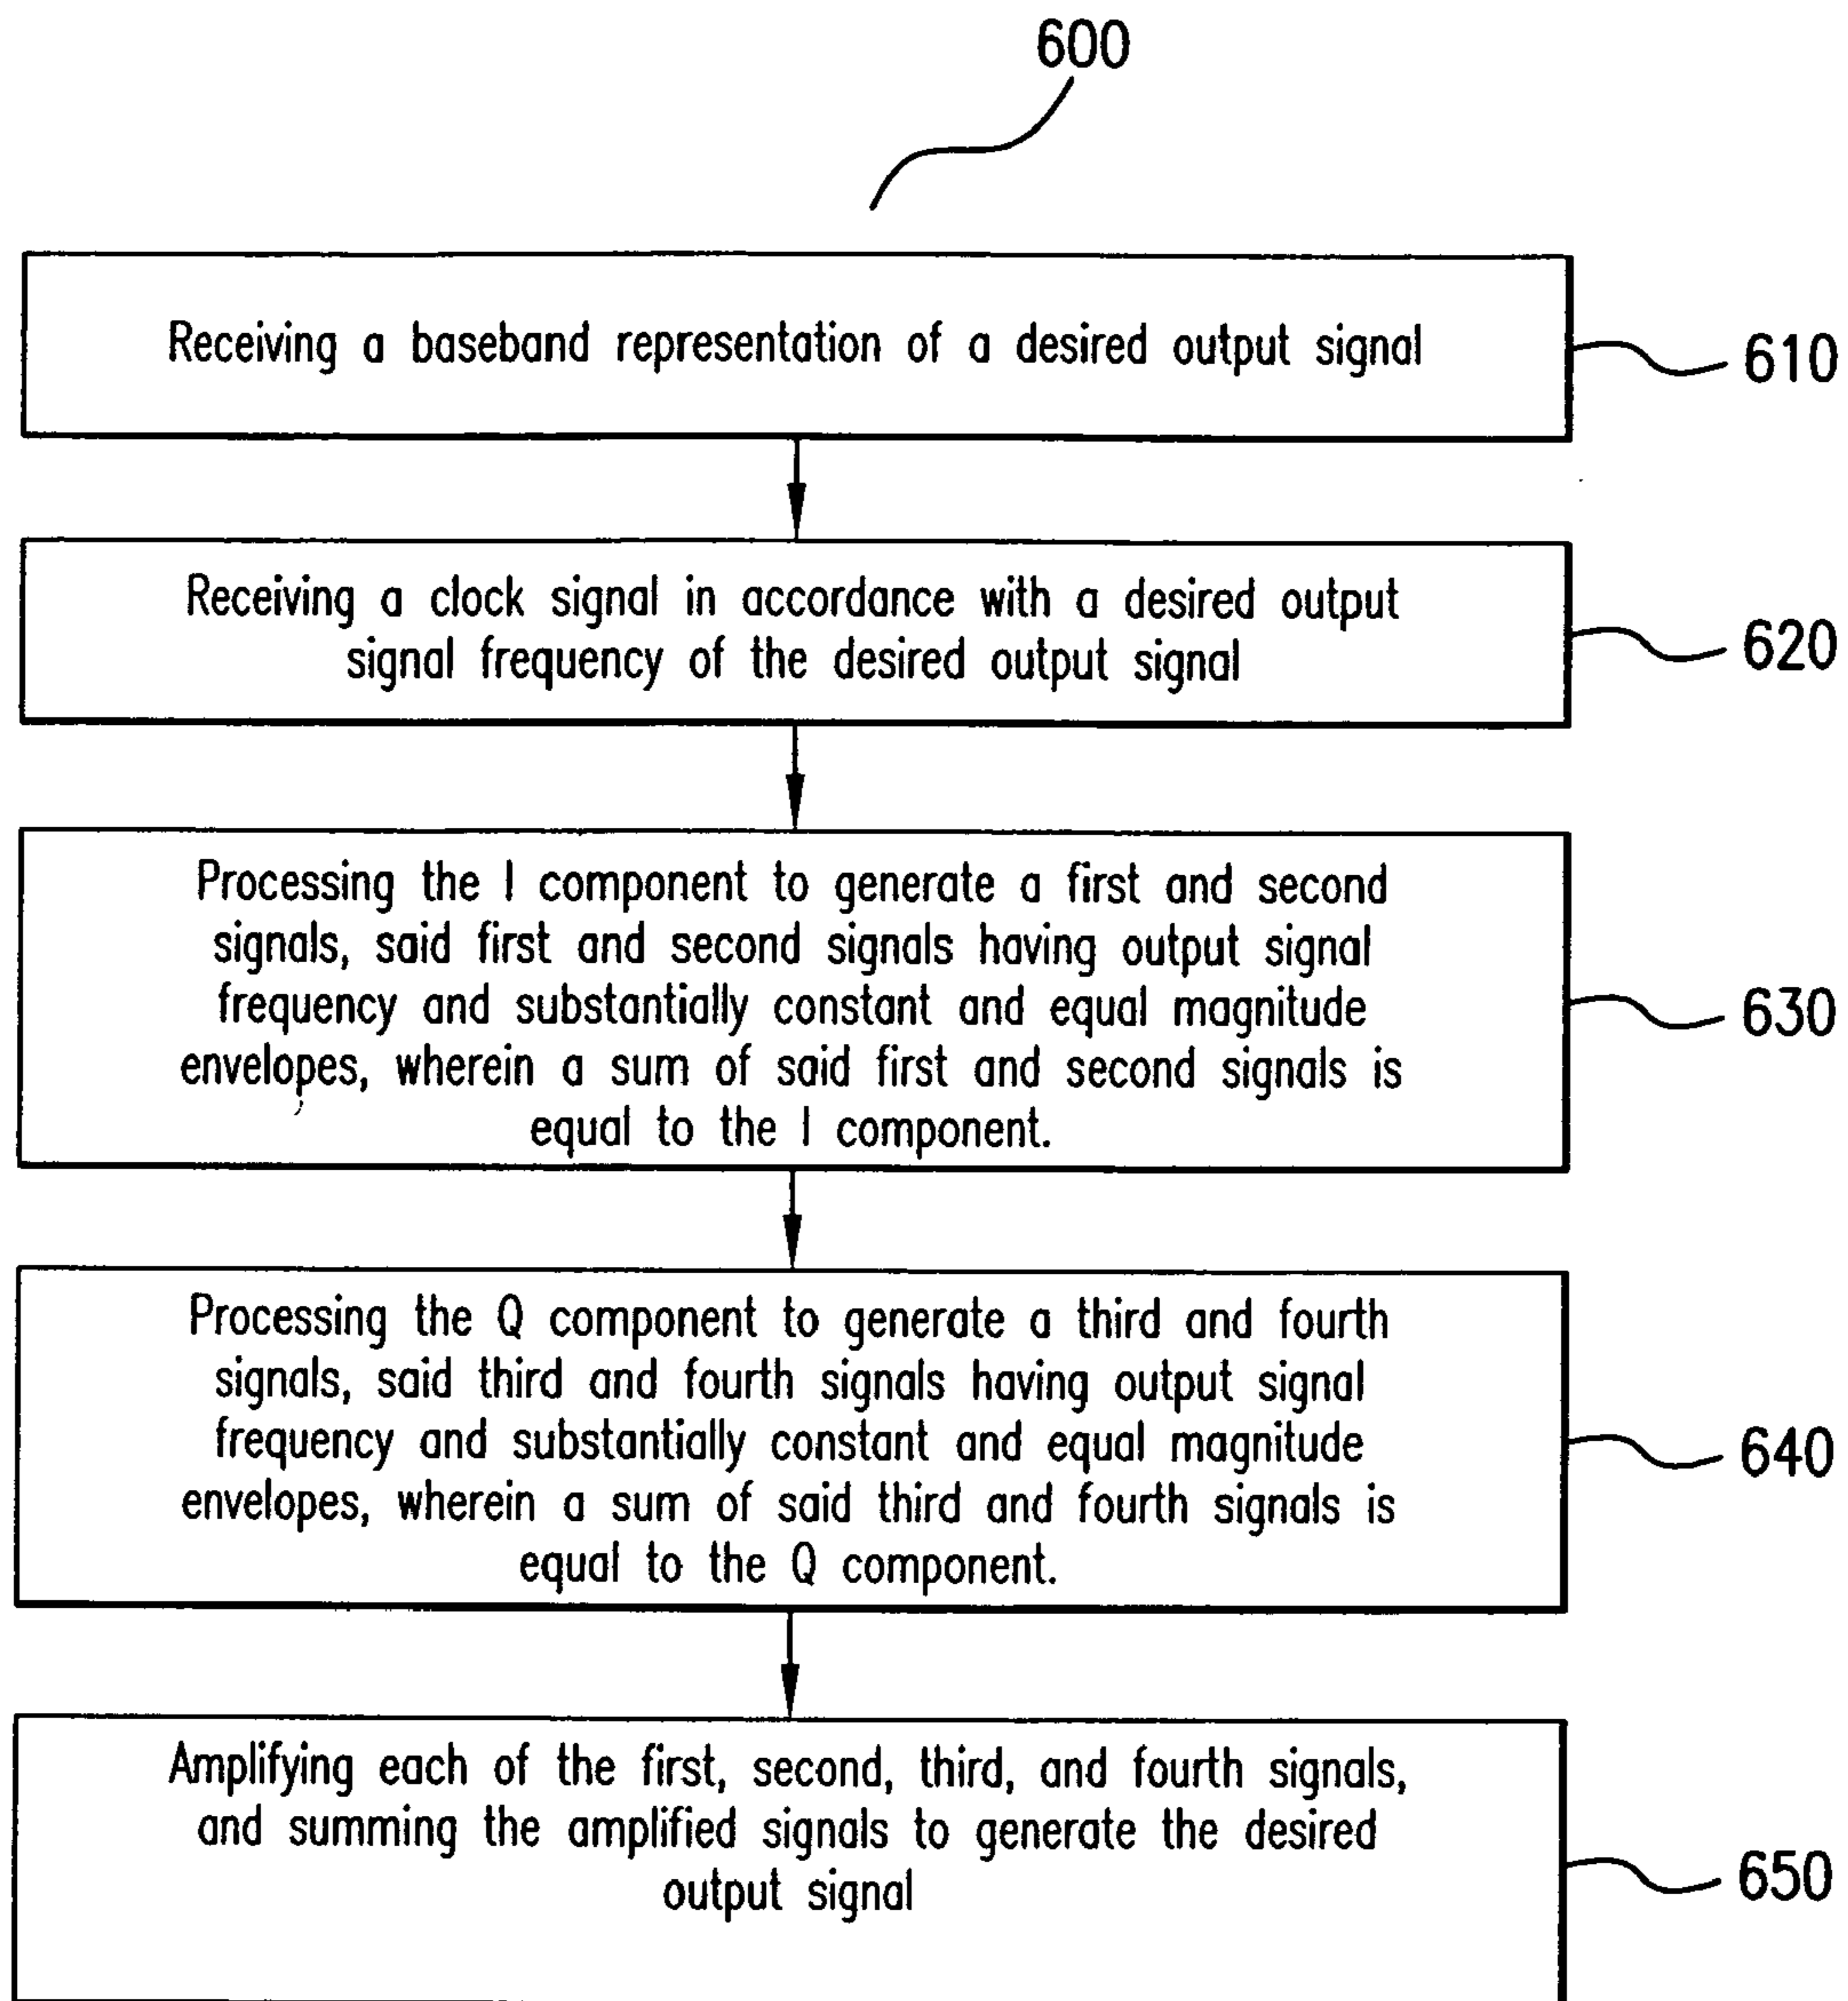 600
Receiving a baseband representation of a desired output signal
610
Receiving a clock signal in accordance with a desired output
signal frequency of the desired output signal
620
Processing the I component to generate a first and second
signals, said first and second signals having output signal
frequency and substantially constant and equal magnitude
envelopes, wherein a sum of said first and second signals is
equal to the I component.
630
Processing the Q component to generate a third and fourth
signals, said third and fourth signals having output signal
frequency and substantially constant and equal magnitude
envelopes, wherein a sum of said third and fourth signals is
equal to the Q component.
640
Amplifying each of the first, second, third, and fourth signals,
and summing the amplified signals to generate the desired
output signal
650